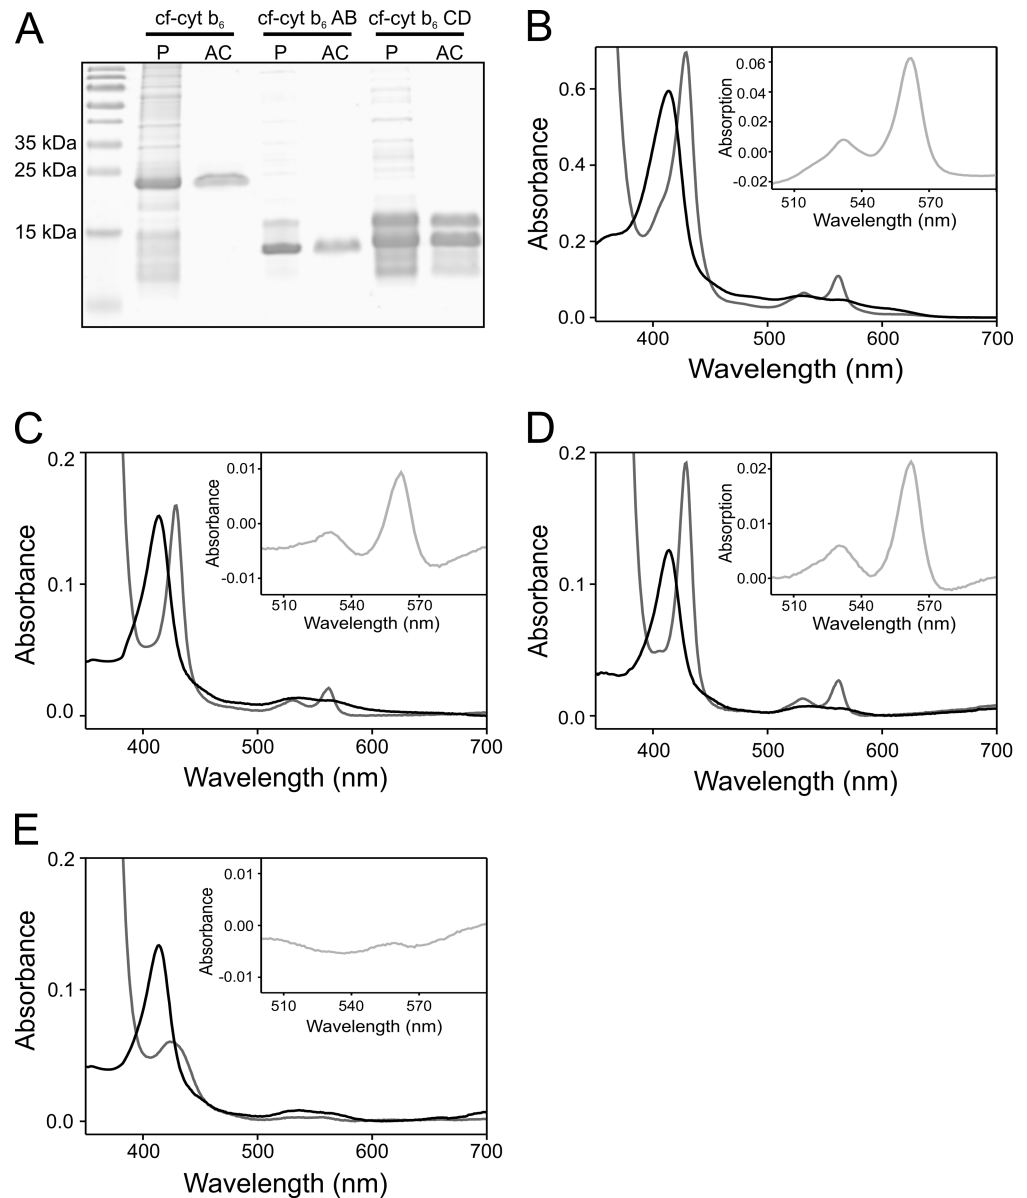 A
cf-cyt b₆ cf-cyt b₆ AB cf-cyt b₆ CD
P AC P AC P AC
35 kDa
25 kDa
15 kDa
B
Absorbance
0.6
0.4
0.2
0.0
400 500 600 700
Wavelength (nm)
Absorption
0.06
0.04
0.02
0.00
-0.02
510 540 570
Wavelength (nm)
C
Absorbance
0.2
0.1
0.0
400 500 600 700
Wavelength (nm)
Absorbance
0.01
0.00
-0.01
510 540 570
Wavelength (nm)
D
Absorbance
0.2
0.1
0.0
400 500 600 700
Wavelength (nm)
Absorption
0.02
0.01
0.00
510 540 570
Wavelength (nm)
E
Absorbance
0.2
0.1
0.0
400 500 600 700
Wavelength (nm)
Absorbance
0.01
0.00
-0.01
510 540 570
Wavelength (nm)